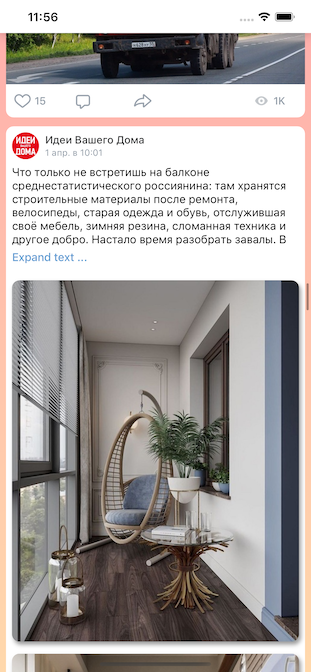 11:56
15
1K
ИДЕИ
ВАШЕГО
ДОМА
Идеи Вашего Дома
1 апр. в 10:01
Что только не встретишь на балконе
среднестатистического россиянина: там хранятся
строительные материалы после ремонта,
велосипеды, старая одежда и обувь, отслужившая
своё мебель, зимняя резина, сломанная техника и
другое добро. Настало время разобрать завалы. В
Expand text ...